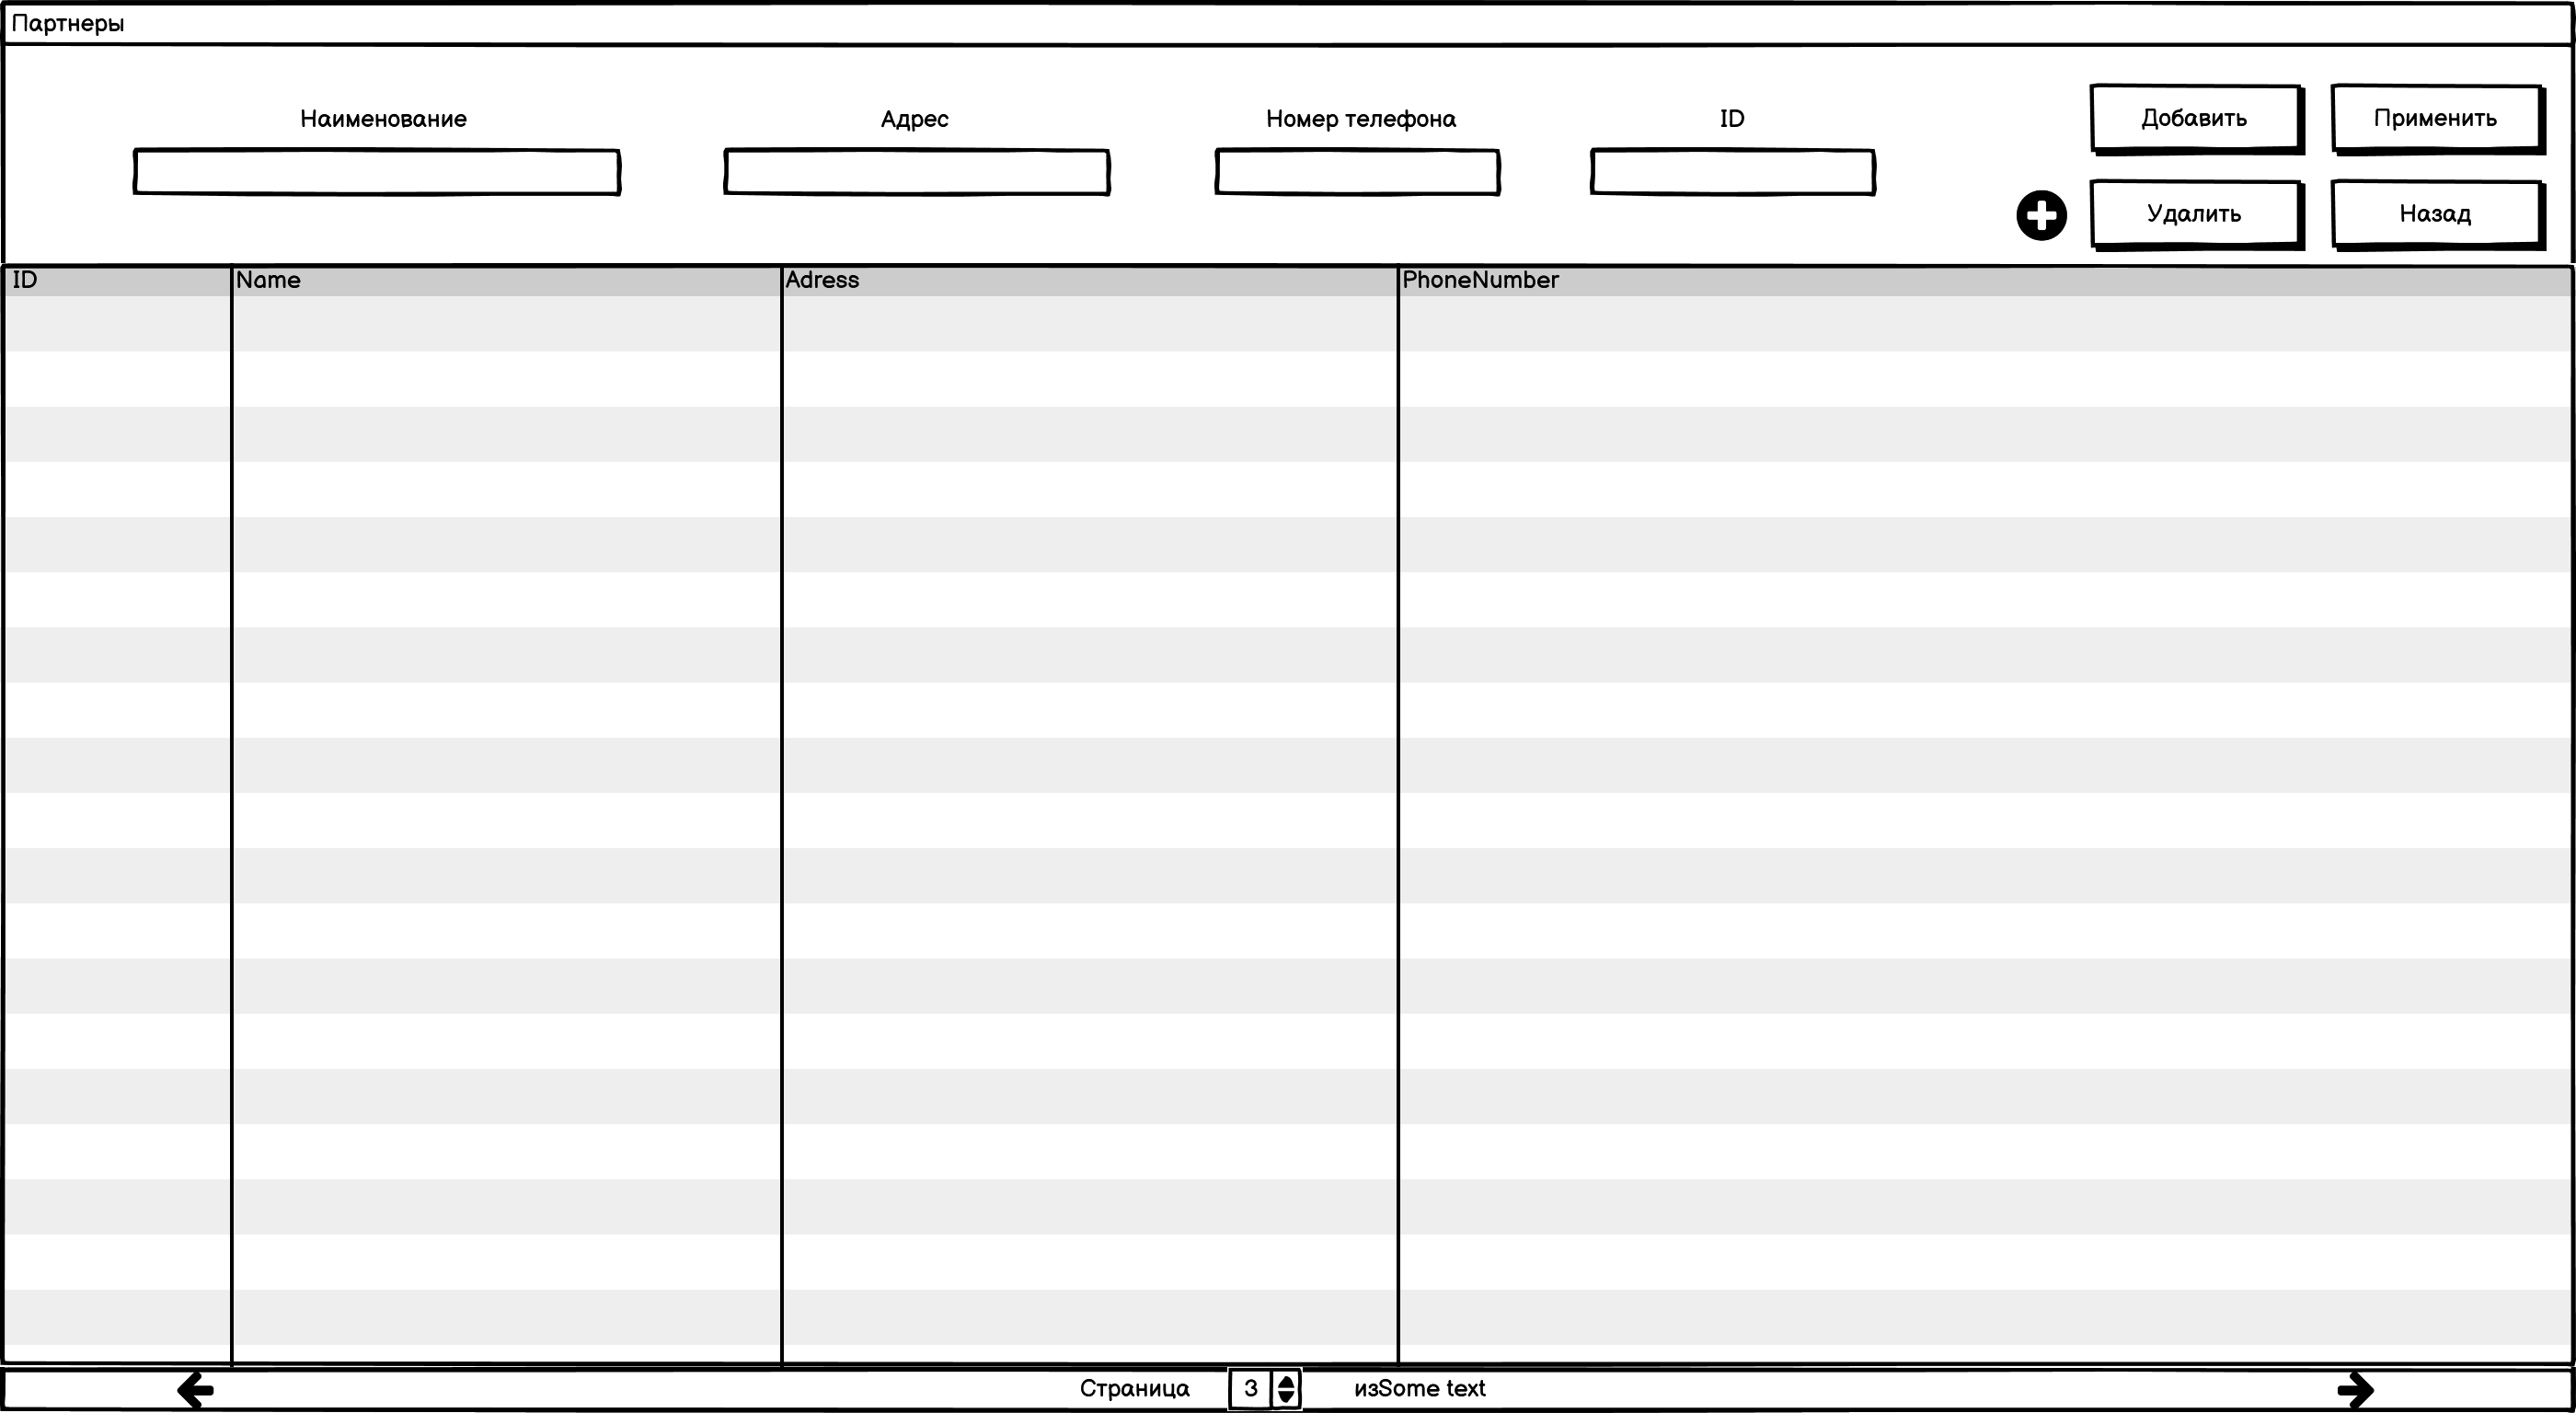 Партнеры
Наименование Адрес Номер телефона ID
Добавить Применить
Удалить Назад
ID Name Adress PhoneNumber
Страница 3 изSome text